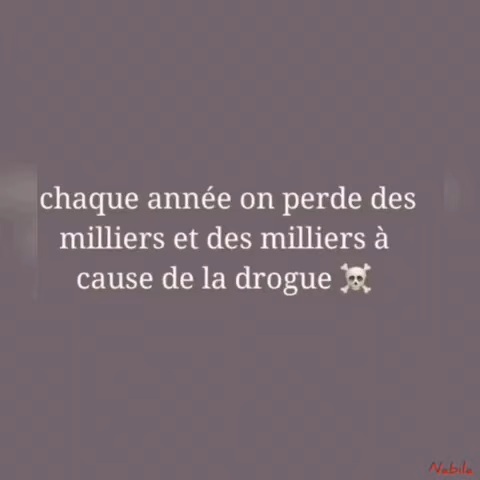 chaque année on perde des
milliers et des milliers à
cause de la drogue ☠️
Nabila